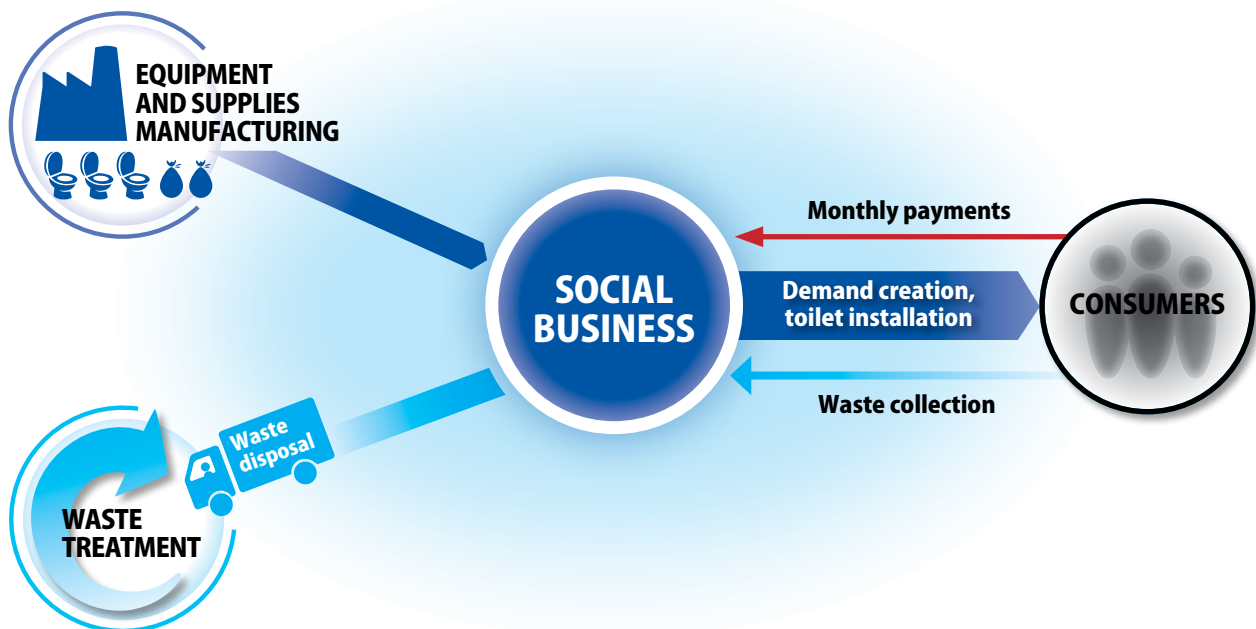 EQUIPMENT
AND SUPPLIES
MANUFACTURING
SOCIAL
BUSINESS
Monthly payments
Demand creation,
toilet installation
Waste collection
CONSUMERS
Waste
disposal
WASTE
TREATMENT